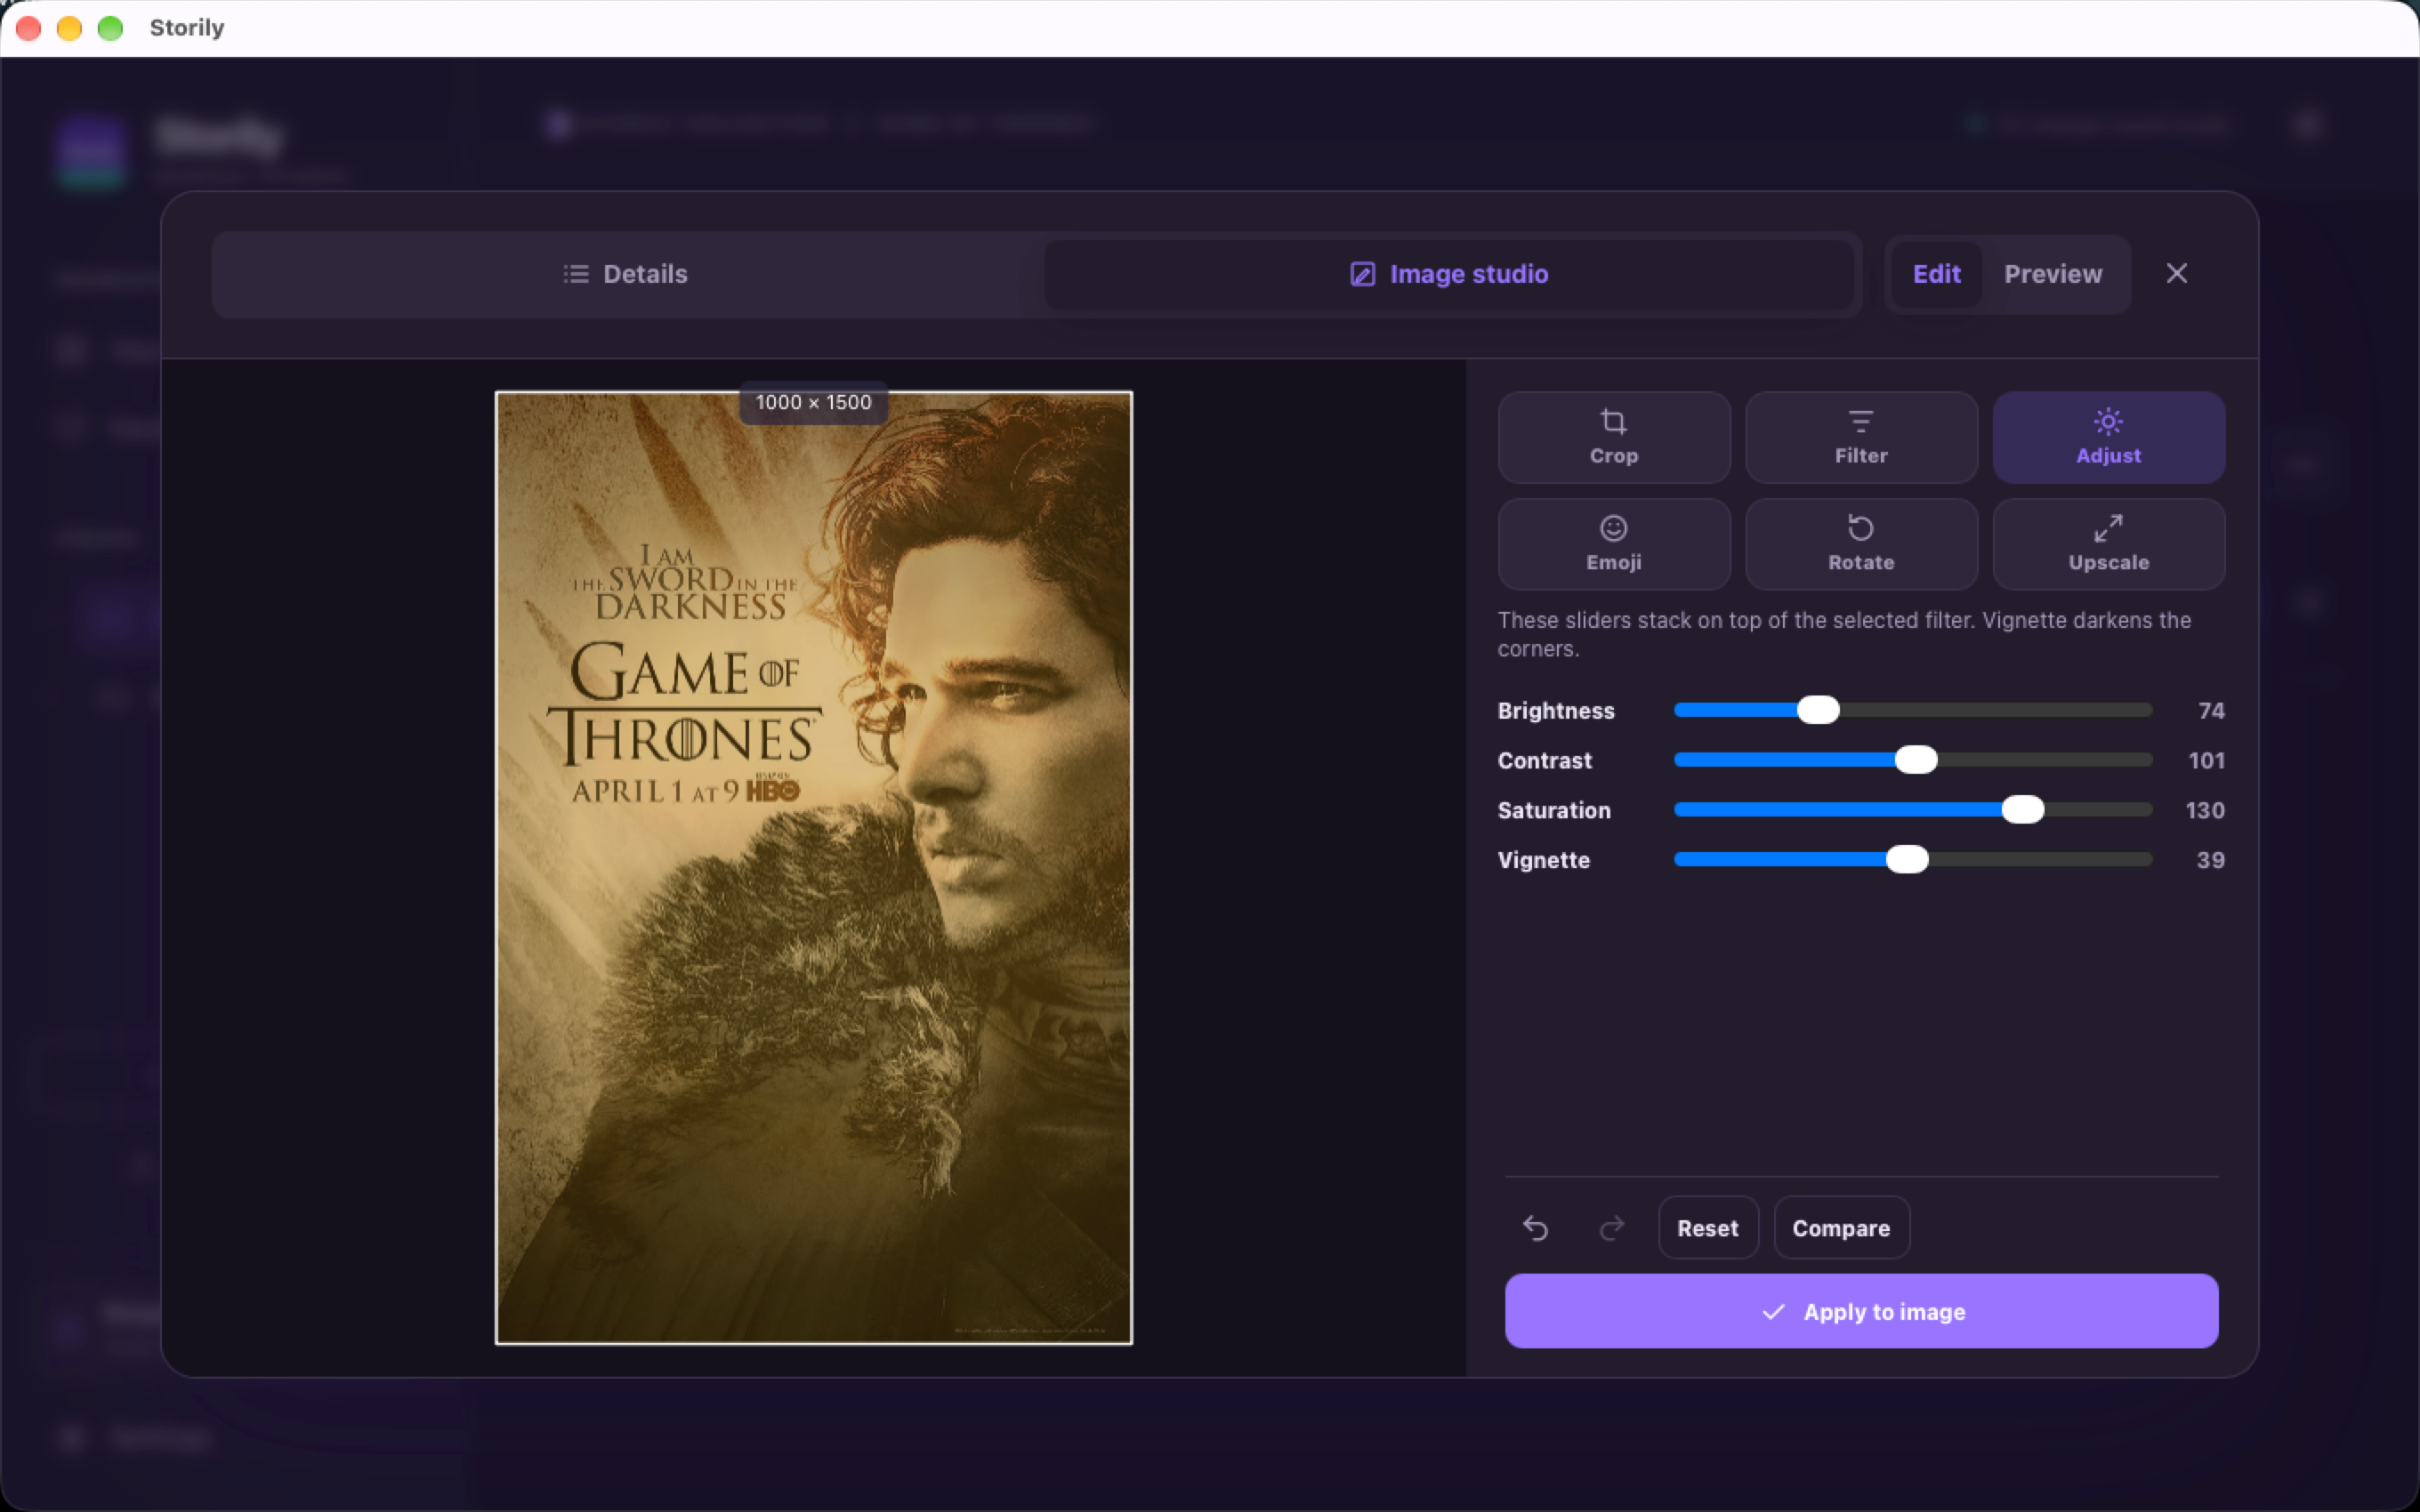 Storily
Storily
Details
Image studio
Edit
Preview
1000 × 1500
I AM
THE SWORD IN THE
DARKNESS
GAME OF
THRONES
APRIL 1 AT 9 HBO
Crop
Filter
Adjust
Emoji
Rotate
Upscale
These sliders stack on top of the selected filter. Vignette darkens the
corners.
Brightness 74
Contrast 101
Saturation 130
Vignette 39
Reset
Compare
Apply to image
Settings